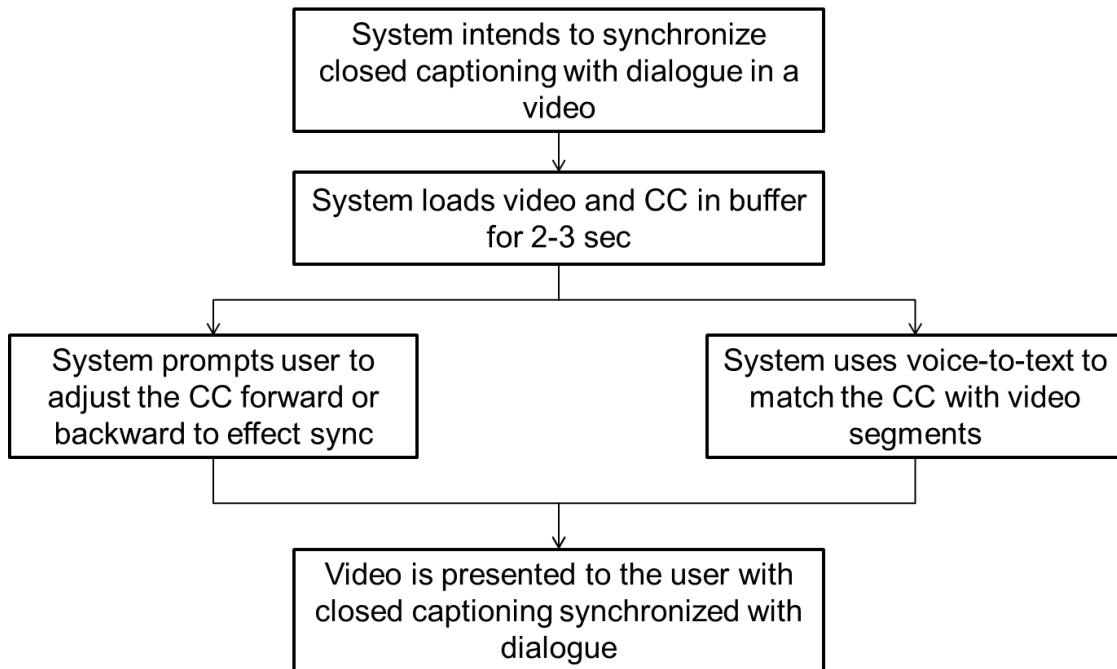 System intends to synchronize
closed captioning with dialogue in a
video
System loads video and CC in buffer
for 2-3 sec
System prompts user to
adjust the CC forward or
backward to effect sync
System uses voice-to-text to
match the CC with video
segments
Video is presented to the user with
closed captioning synchronized with
dialogue